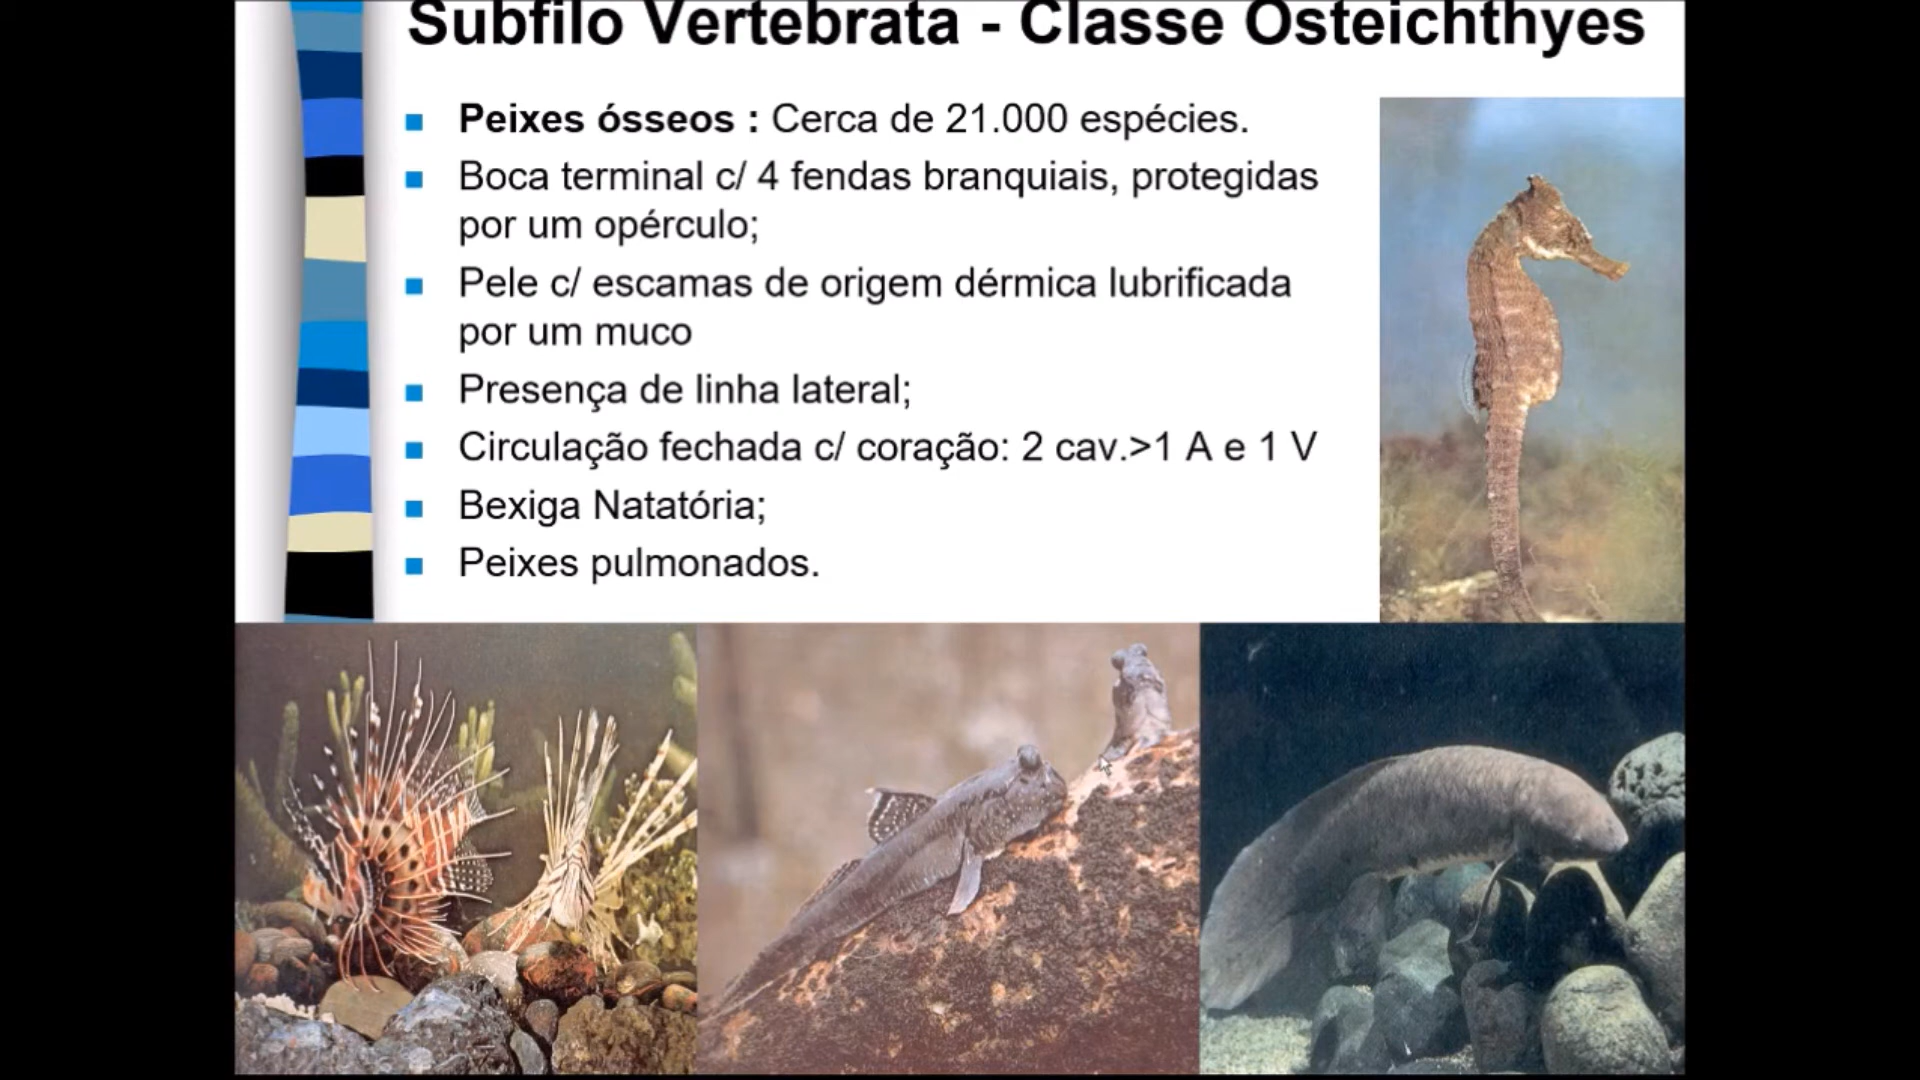 Subfilo Vertebrata - Classe Osteichthyes
Peixes ósseos : Cerca de 21.000 espécies.
Boca terminal c/ 4 fendas branquiais, protegidas
por um opérculo;
Pele c/ escamas de origem dérmica lubrificada
por um muco
Presença de linha lateral;
Circulação fechada c/ coração: 2 cav.>1 A e 1 V
Bexiga Natatória;
Peixes pulmonados.